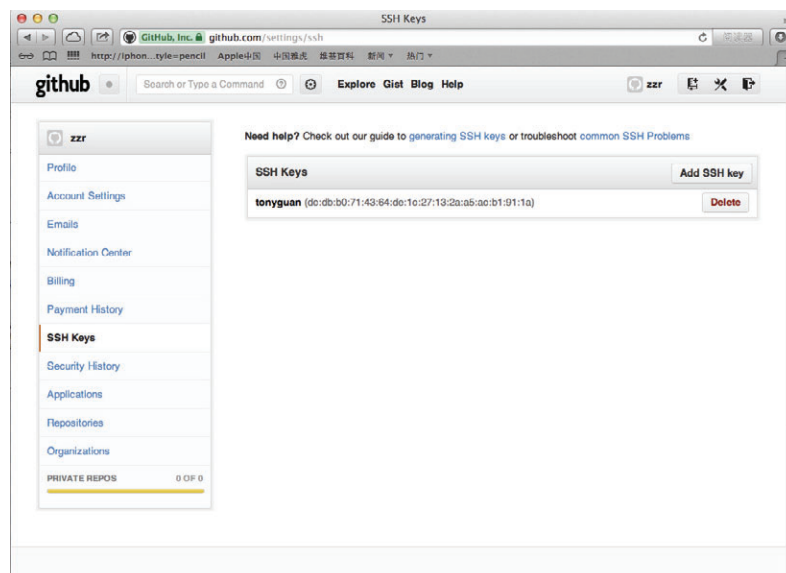 SSH Keys
GitHub, Inc. github.com/settings/ssh 阅读器
http://iphon...tyle=pencil Apple中国 中国雅虎 维基百科 新闻 热门
github Search or Type a Command Explore Gist Blog Help zzr
zzr
Need help? Check out our guide to generating SSH keys or troubleshoot common SSH Problems
Profile
SSH Keys Add SSH key
Account Settings
tonyguan (dc:db:b0:71:43:64:de:1c:27:13:2a:a5:ac:b1:91:1a) Delete
Emails
Notification Center
Billing
Payment History
SSH Keys
Security History
Applications
Repositories
Organizations
PRIVATE REPOS 0 OF 0